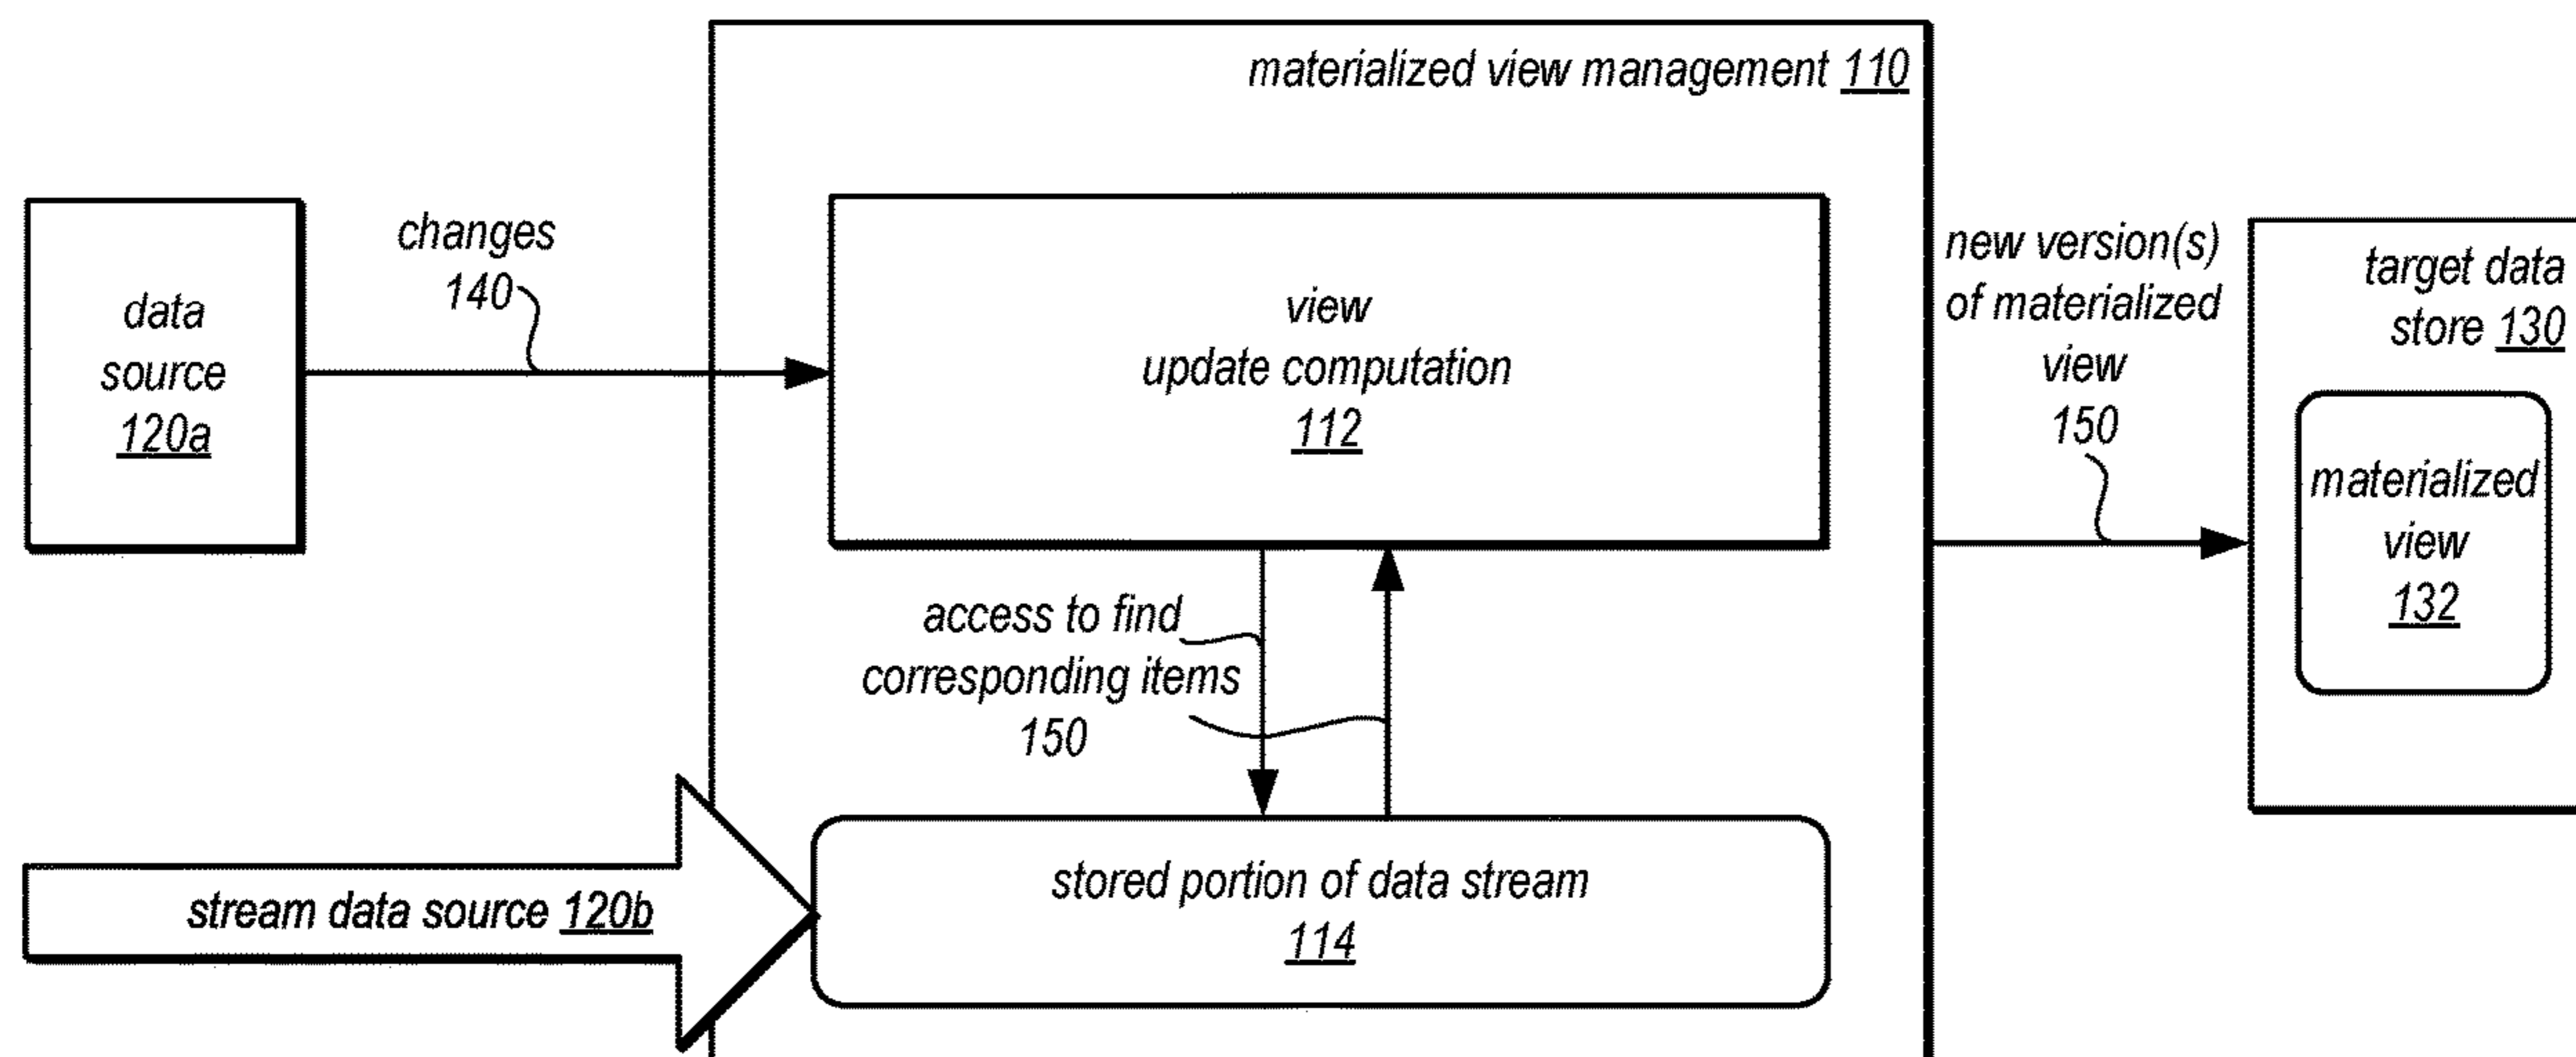 materialized view management 110
data
source
120a
changes
140
view
update computation
112
new version(s)
of materialized
view
150
target data
store 130
materialized
view
132
access to find
corresponding items
150
stream data source 120b
stored portion of data stream
114